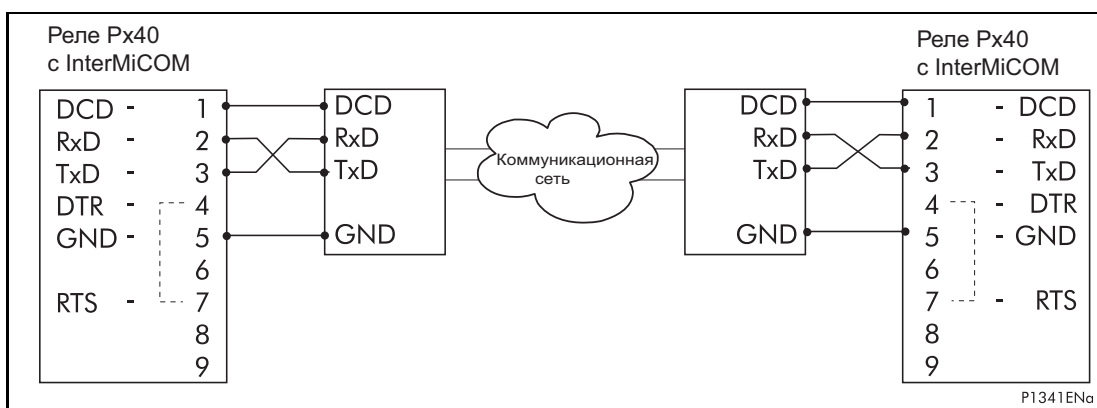 Реле Px40
с InterMiCOM
DCD - 1
RxD - 2
TxD - 3
DTR - 4
GND - 5
6
RTS - 7
8
9
DCD
RxD
TxD
GND
Коммуникационная
сеть
DCD
RxD
TxD
GND
Реле Px40
с InterMiCOM
1 - DCD
2 - RxD
3 - TxD
4 - DTR
5 - GND
6
7 - RTS
8
9
P1341ENa